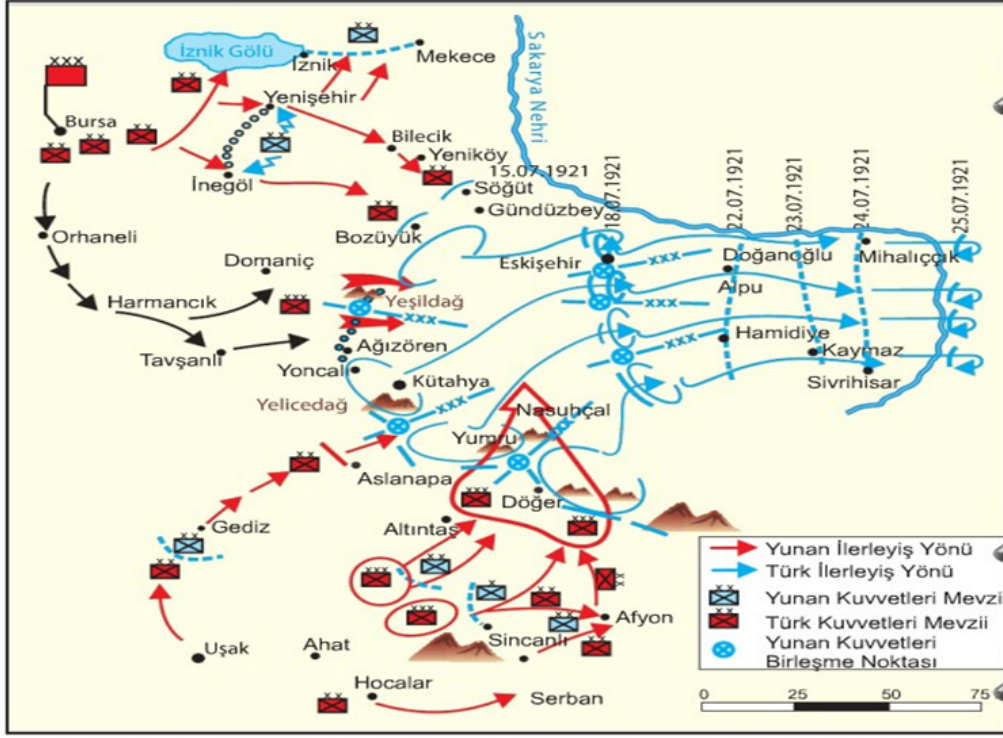 İznik Gölü
İznik
Mekece
Sakarya Nehri
XXX
Bursa
Yenişehir
Bilecik
Yeniköy
İnegöl
15.07.1921
Söğüt
Gündüzbey
18.07.1921
22.07.1921
23.07.1921
24.07.1921
25.07.1921
Bozüyük
Orhaneli
Domaniç
Eskişehir
Doğanoğlu
Mihalıççık
Alpu
Harmancık
Yeşildağ
Hamidiye
Tavşanlı
Ağızören
Kaymaz
Yoncal
Kütahya
Sivrihisar
Yelicedağ
Nasuhçal
Yumru
Aslanapa
Döğer
Gediz
Altıntaş
Afyon
Sincanlı
Uşak
Ahat
Hocalar
Serban
Yunan İlerleyiş Yönü
Türk İlerleyiş Yönü
Yunan Kuvvetleri Mevzii
Türk Kuvvetleri Mevzii
Yunan Kuvvetleri
Birleşme Noktası
0 25 50 75